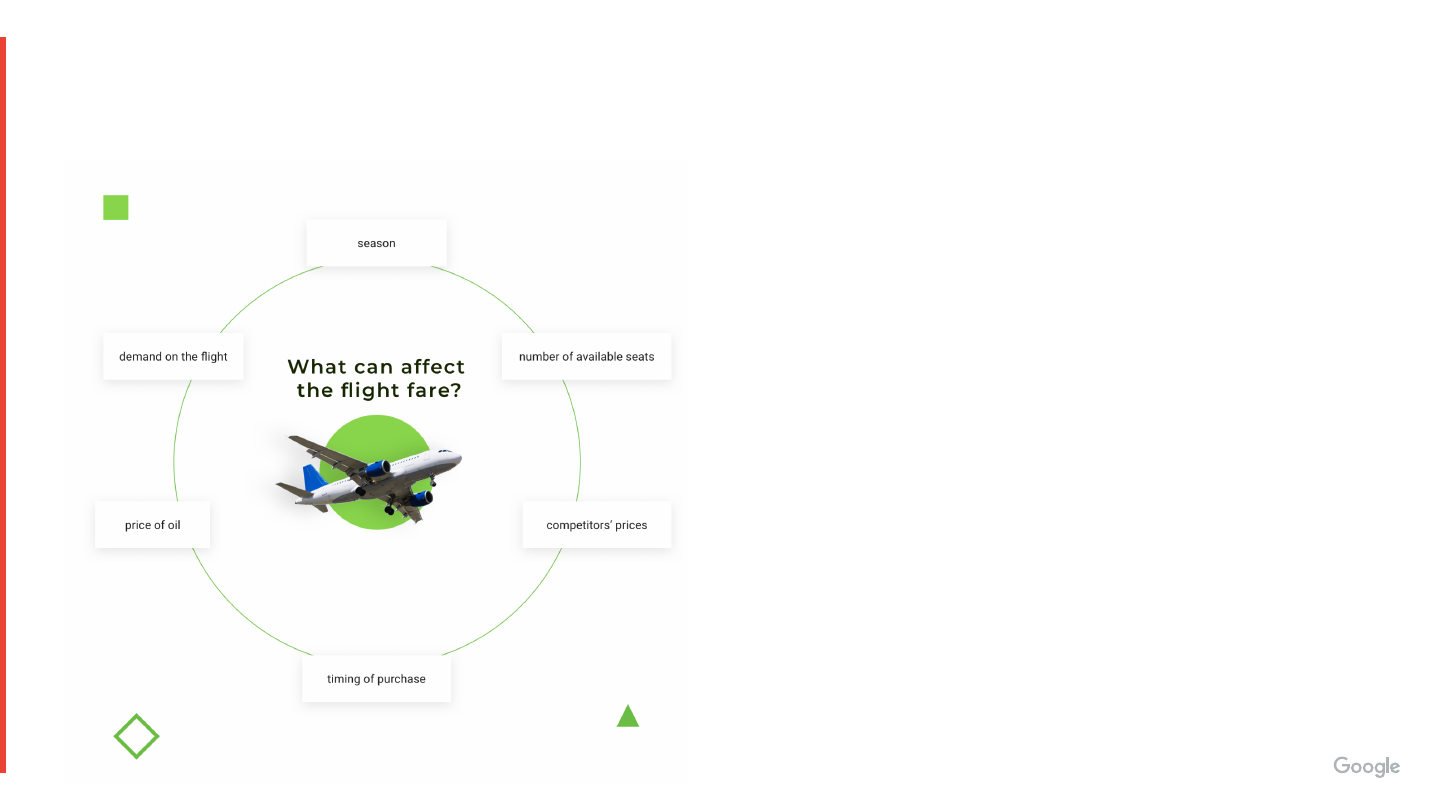 season
demand on the flight
number of available seats
What can affect
the flight fare?
price of oil
competitors’ prices
timing of purchase
Google